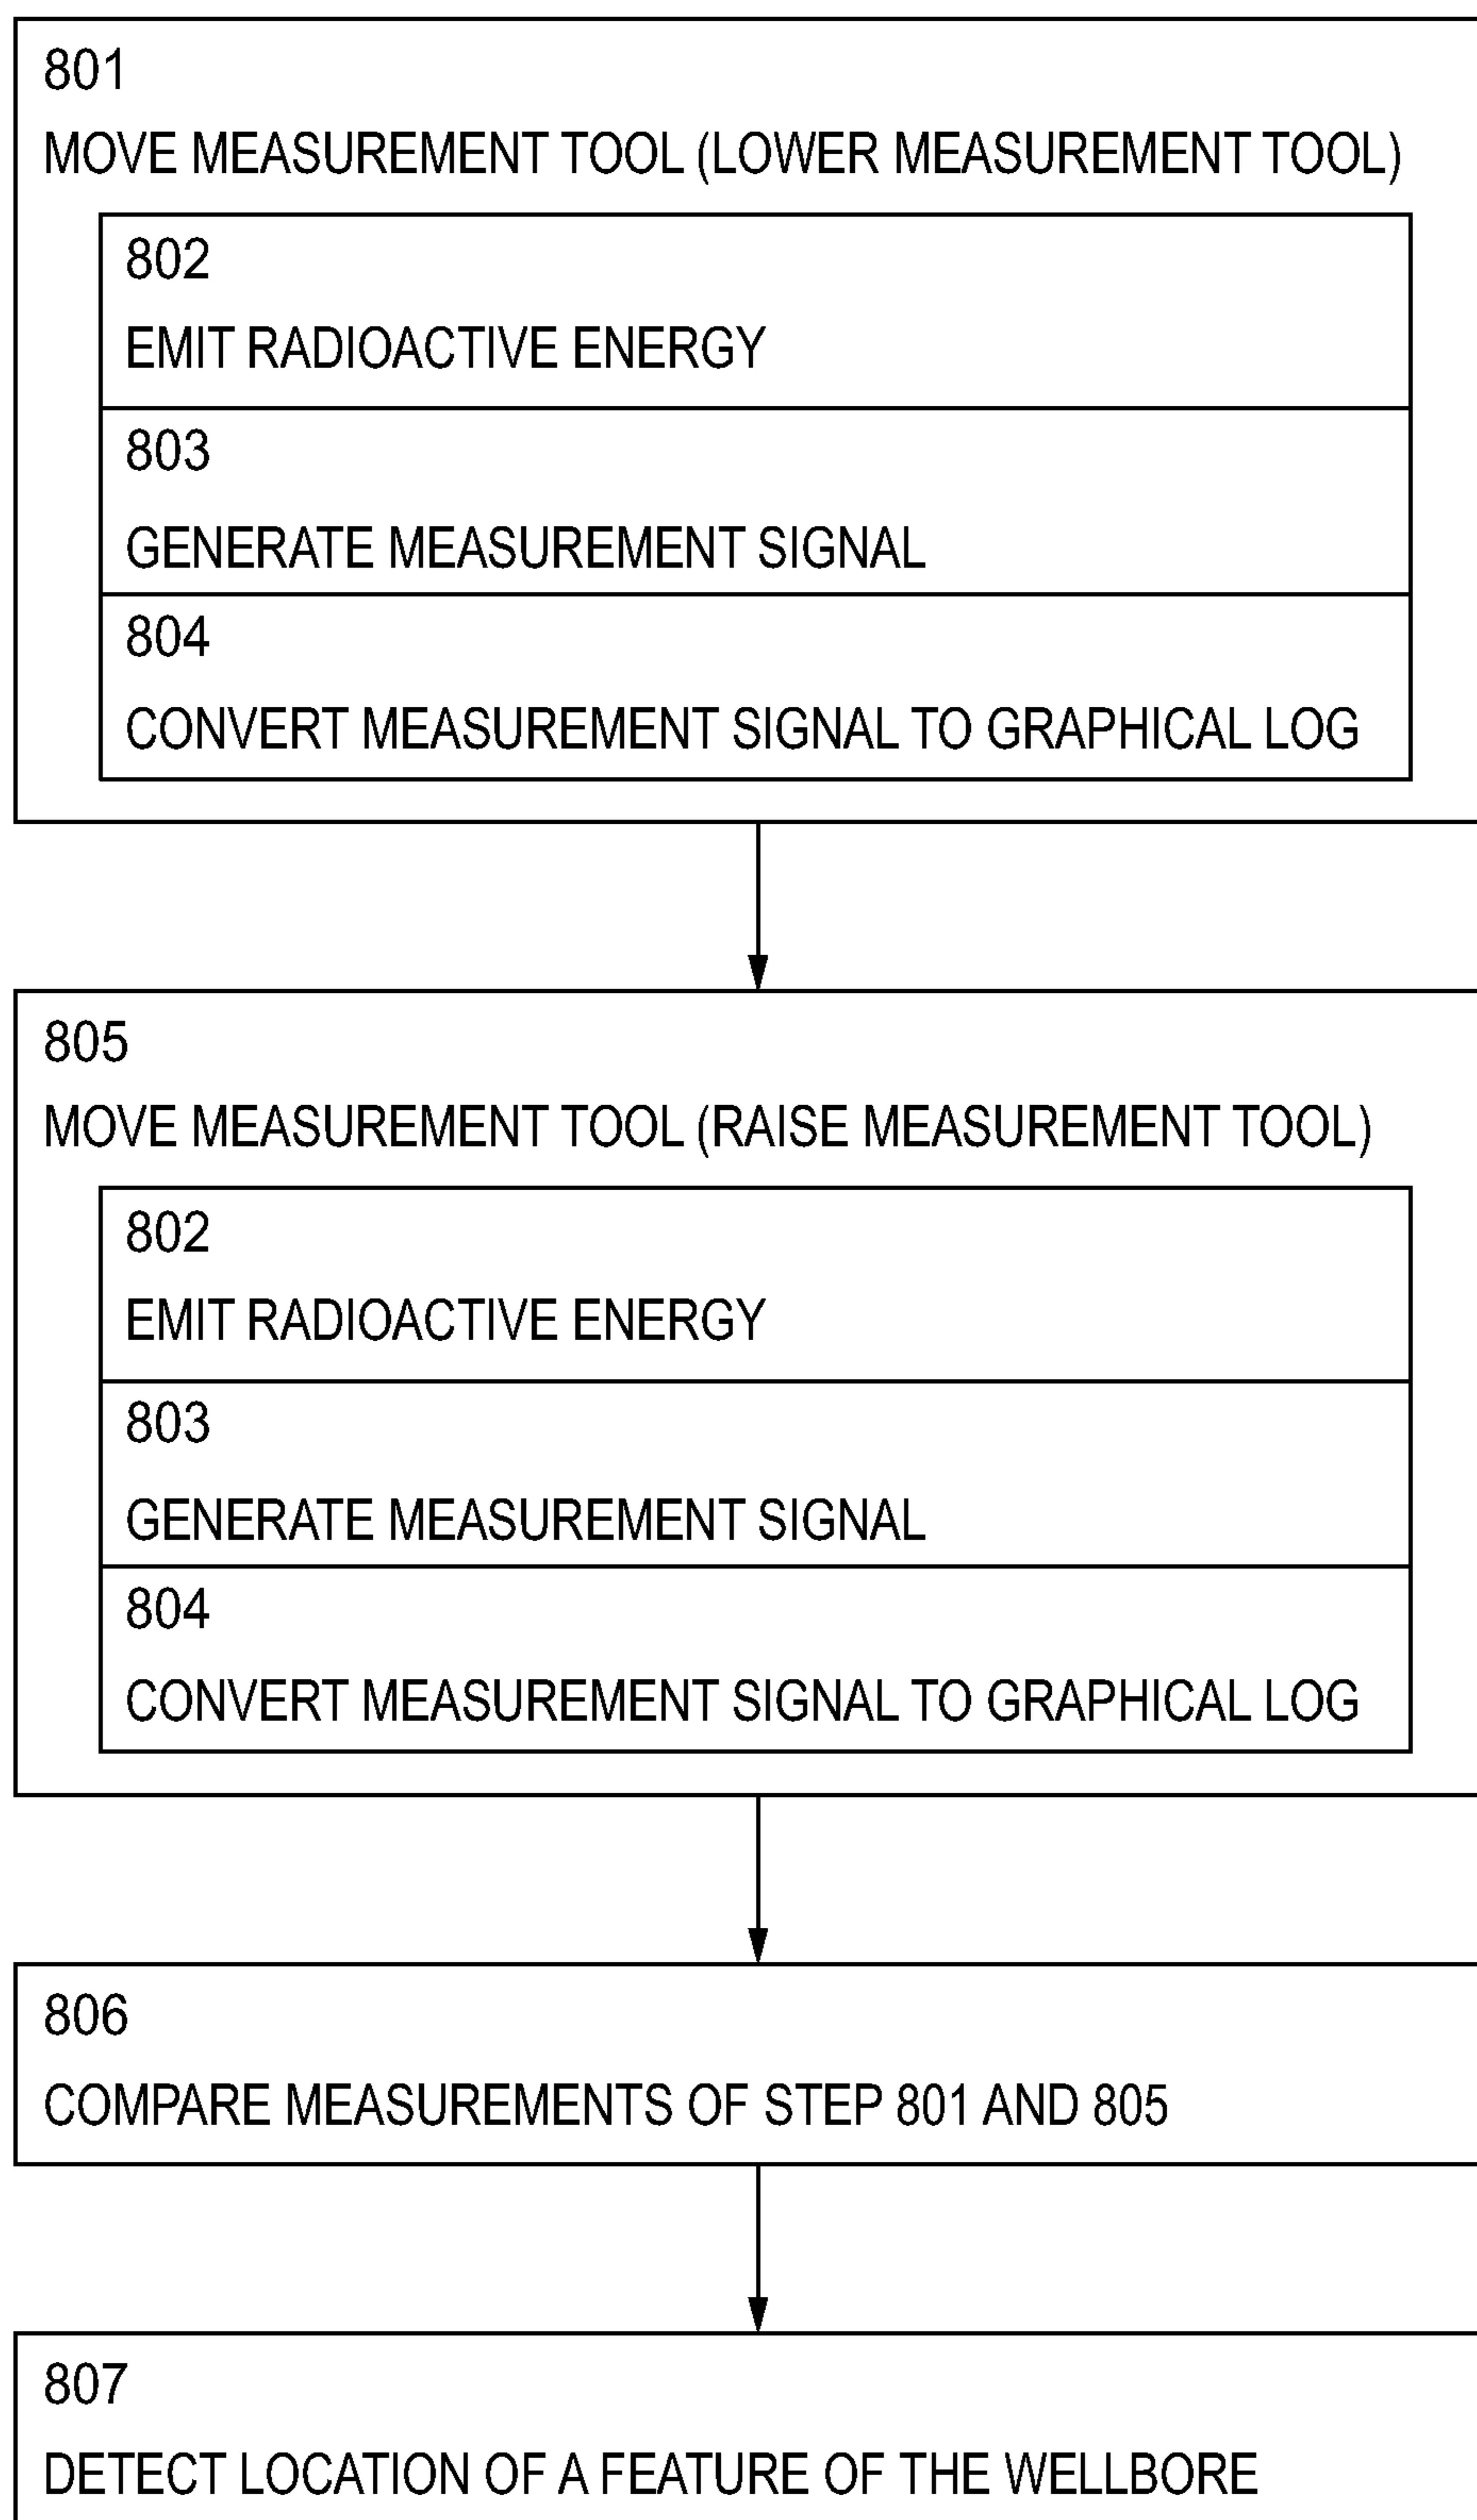 801
MOVE MEASUREMENT TOOL (LOWER MEASUREMENT TOOL)
802
EMIT RADIOACTIVE ENERGY
803
GENERATE MEASUREMENT SIGNAL
804
CONVERT MEASUREMENT SIGNAL TO GRAPHICAL LOG
805
MOVE MEASUREMENT TOOL (RAISE MEASUREMENT TOOL)
802
EMIT RADIOACTIVE ENERGY
803
GENERATE MEASUREMENT SIGNAL
804
CONVERT MEASUREMENT SIGNAL TO GRAPHICAL LOG
806
COMPARE MEASUREMENTS OF STEP 801 AND 805
807
DETECT LOCATION OF A FEATURE OF THE WELLBORE